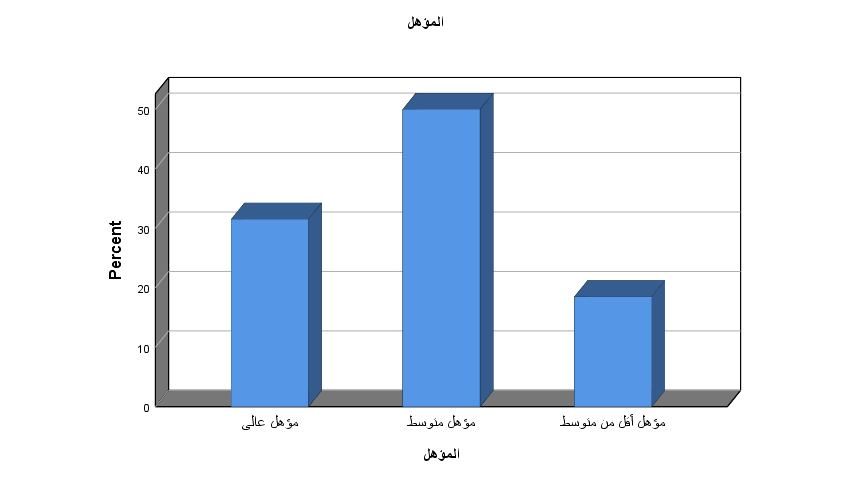 المؤهل
50
40
30
20
10
0
Percent
مؤهل عالى
مؤهل متوسط
مؤهل أقل من متوسط
المؤهل